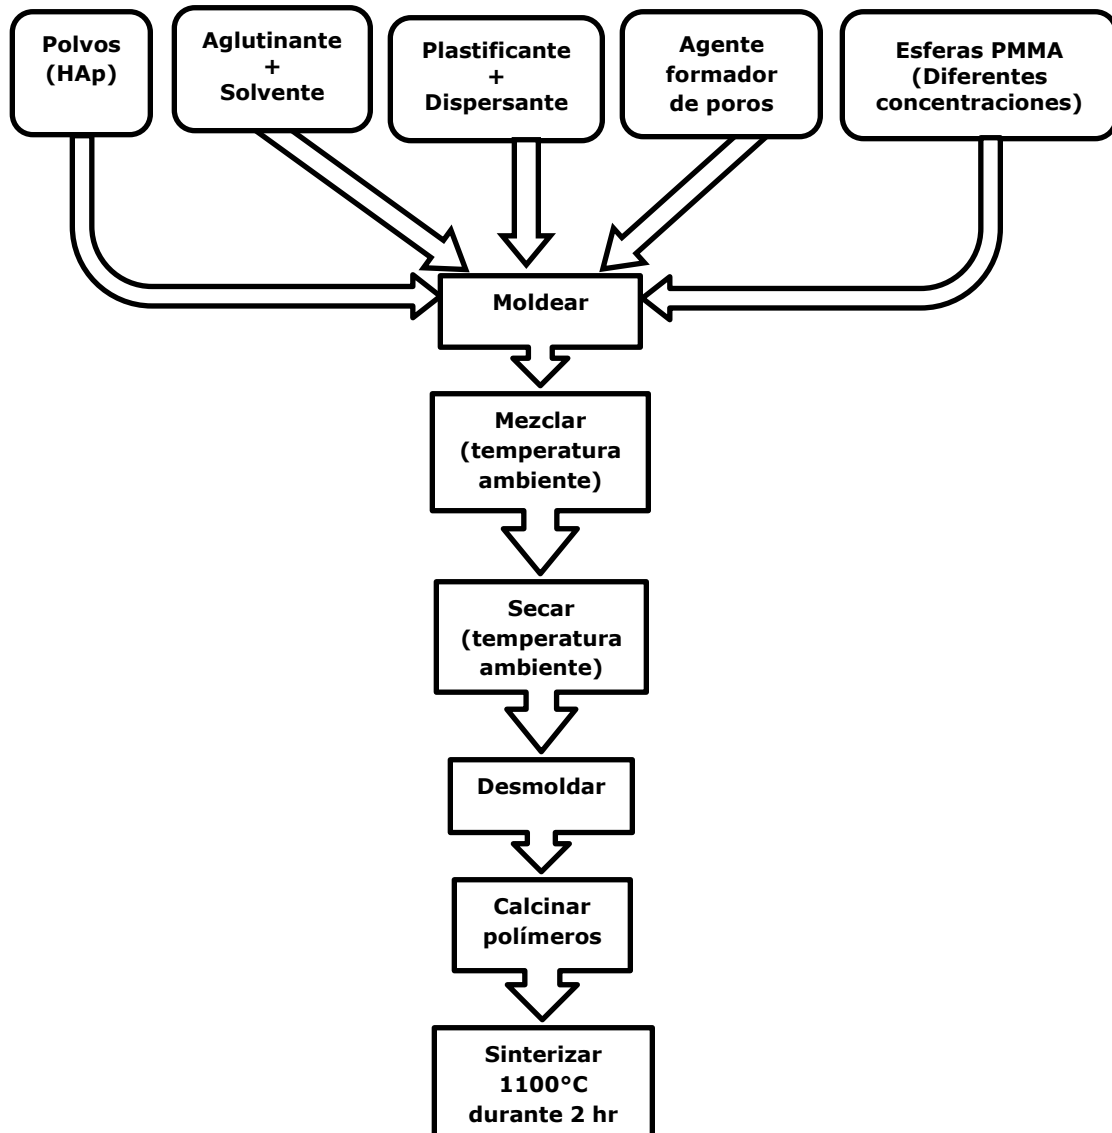 Polvos
(HAp)
Aglutinante
+
Solvente
Plastificante
+
Dispersante
Agente
formador
de poros
Esferas PMMA
(Diferentes
concentraciones)
Moldear
Mezclar
(temperatura
ambiente)
Secar
(temperatura
ambiente)
Desmoldar
Calcinar
polímeros
Sinterizar
1100°C
durante 2 hr